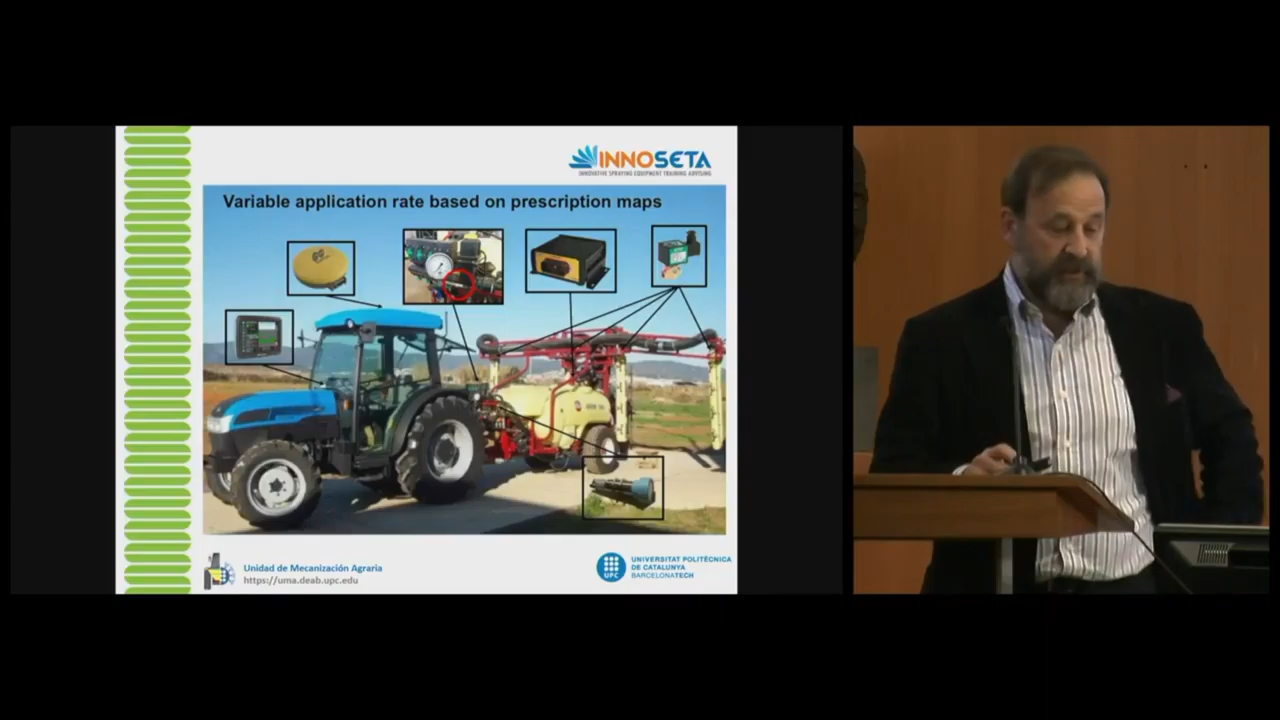 INNOSETA
INNOVATIVE SPRAYING EQUIPMENT TRAINING ADVISING
Variable application rate based on prescription maps
Unidad de Mecanización Agraria
https://uma.deab.upc.edu
UPC
UNIVERSITAT POLITÈCNICA
DE CATALUNYA
BARCELONATECH